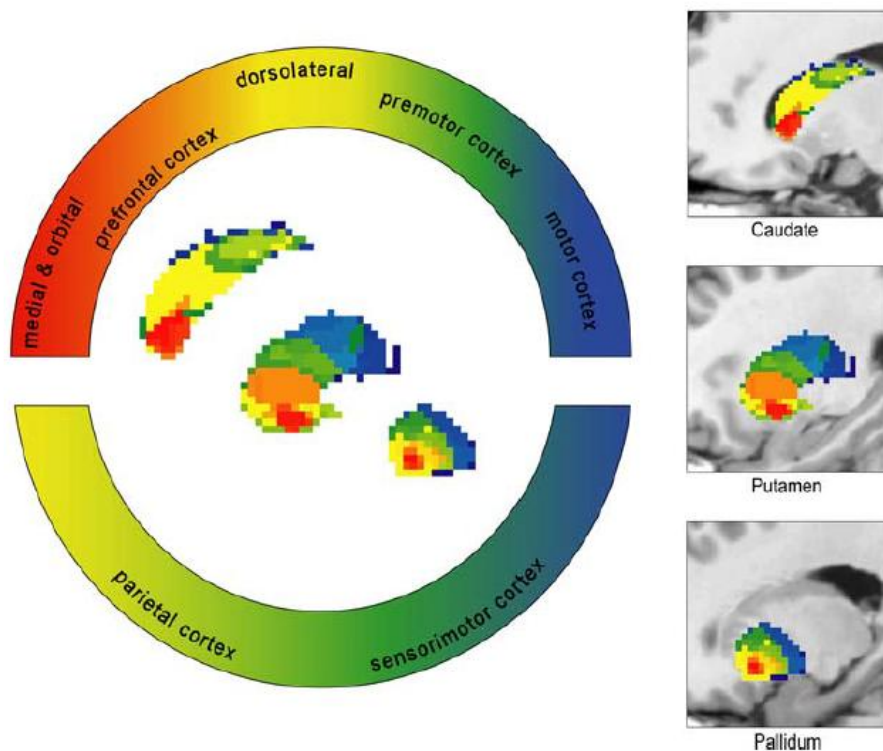 medial & orbital
prefrontal cortex
dorsolateral
premotor cortex
motor cortex
parietal cortex
sensorimotor cortex
Caudate
Putamen
Pallidum